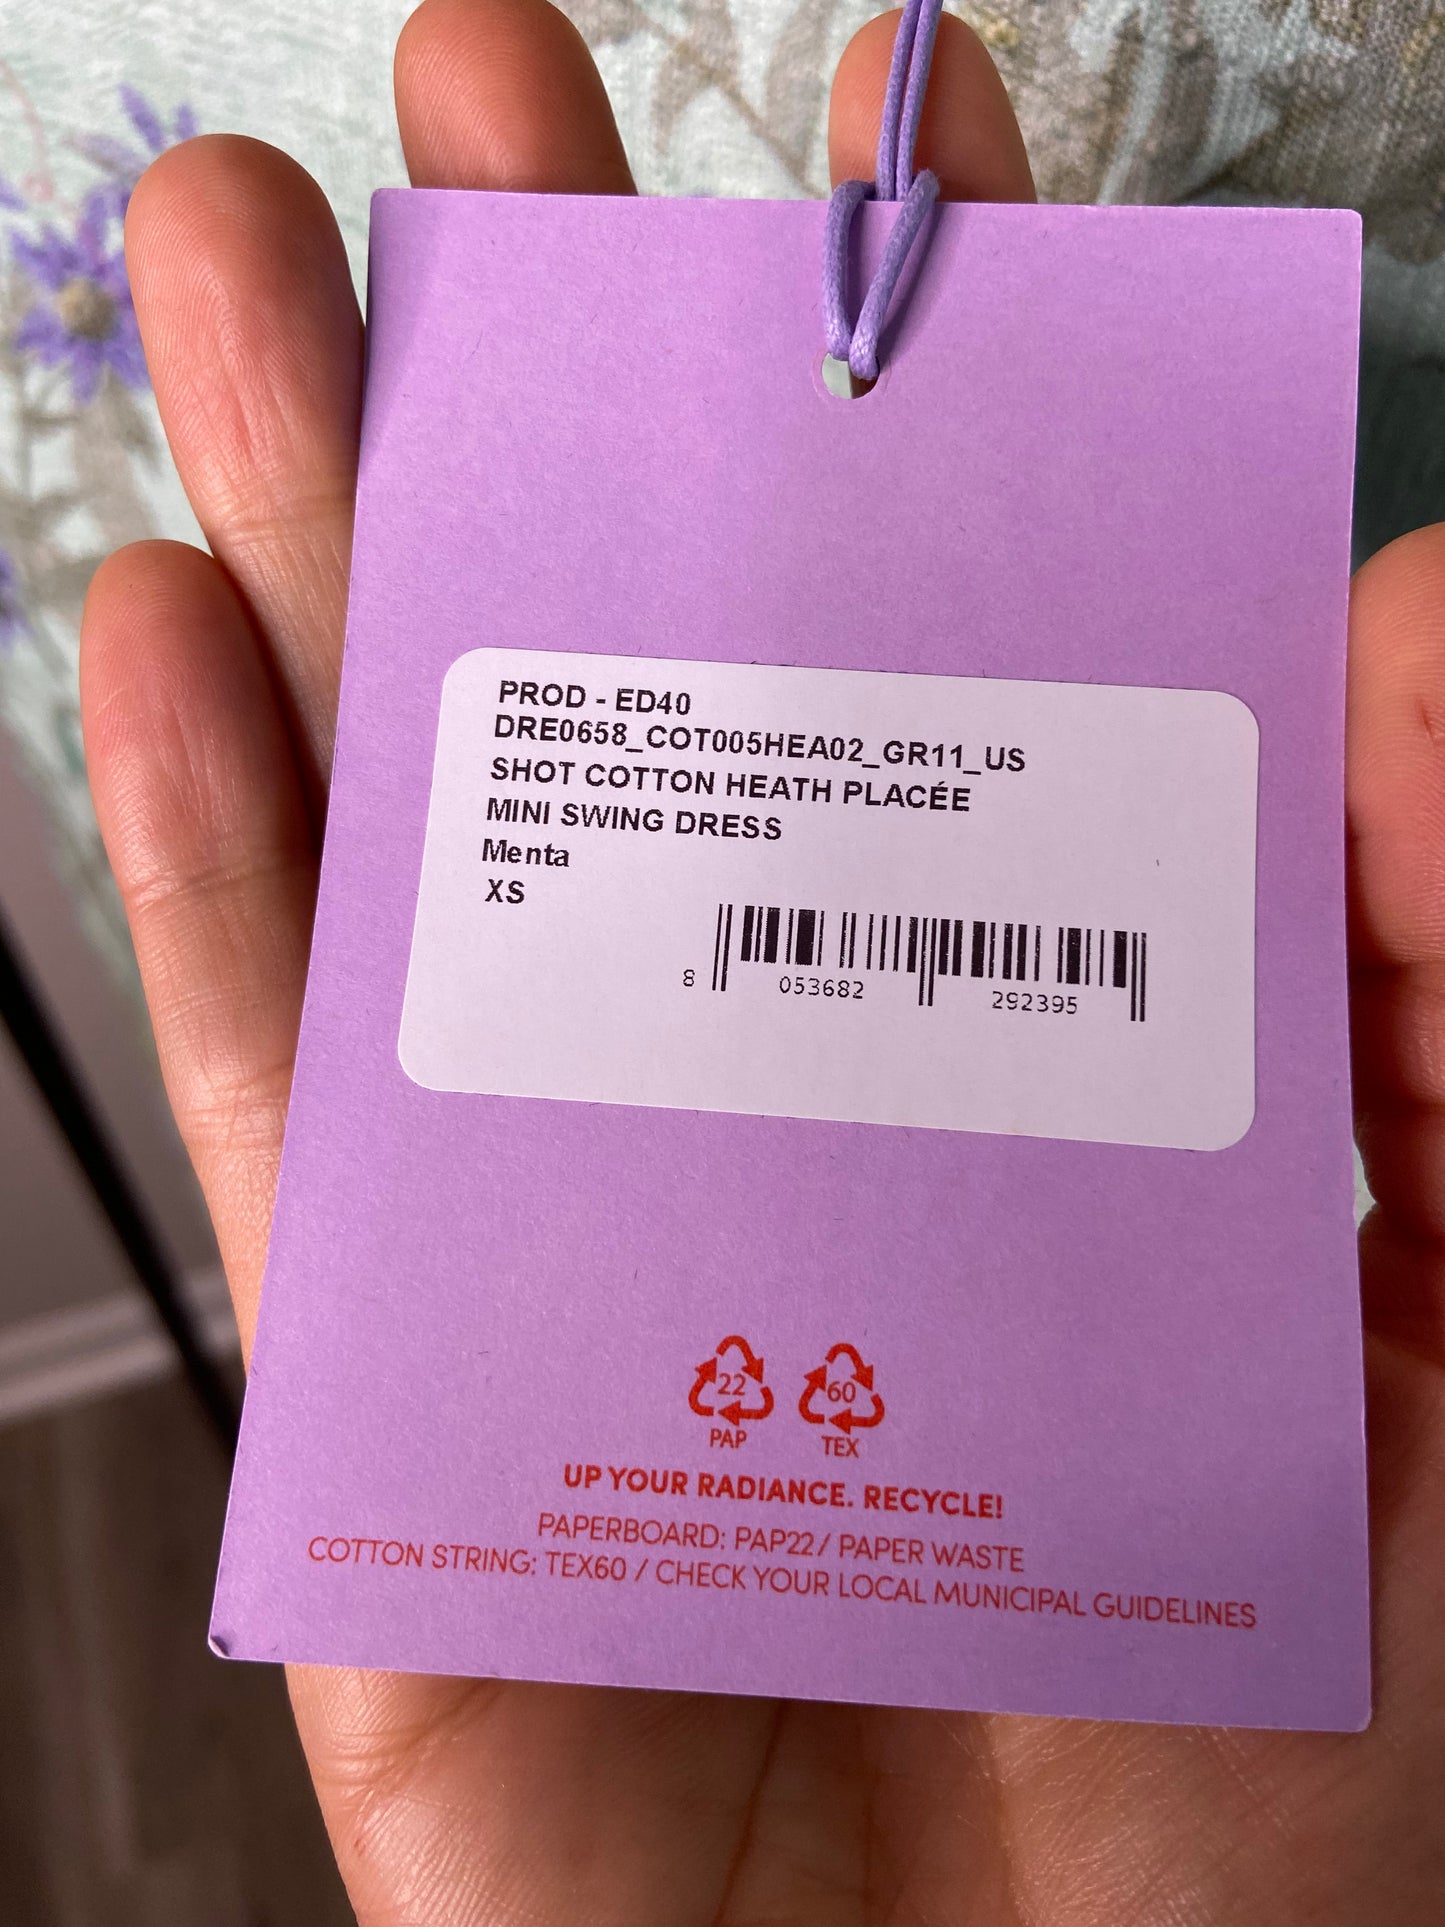 PROD - ED40
DRE0658_COT005HEA02_GR11_US
SHOT COTTON HEATH PLACÉE
MINI SWING DRESS
Menta
XS
8 053682 292395
22 60
PAP TEX
UP YOUR RADIANCE. RECYCLE!
PAPERBOARD: PAP22/ PAPER WASTE
COTTON STRING: TEX60 / CHECK YOUR LOCAL MUNICIPAL GUIDELINES